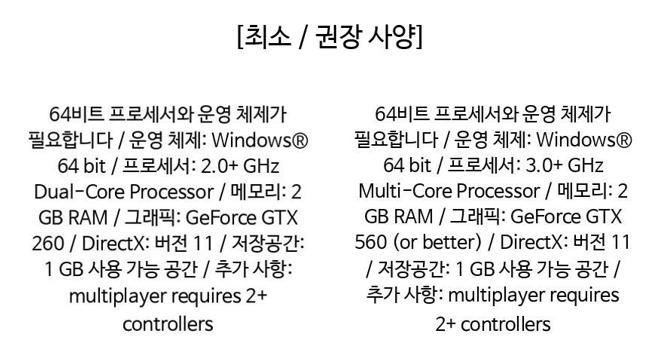 [최소 / 권장 사양]
64비트 프로세서와 운영 체제가
필요합니다 / 운영 체제: Windows®
64 bit / 프로세서: 2.0+ GHz
Dual-Core Processor / 메모리: 2
GB RAM / 그래픽: GeForce GTX
260 / DirectX: 버전 11 / 저장공간:
1 GB 사용 가능 공간 / 추가 사항:
multiplayer requires 2+
controllers
64비트 프로세서와 운영 체제가
필요합니다 / 운영 체제: Windows®
64 bit / 프로세서: 3.0+ GHz
Multi-Core Processor / 메모리: 2
GB RAM / 그래픽: GeForce GTX
560 (or better) / DirectX: 버전 11
/ 저장공간: 1 GB 사용 가능 공간 /
추가 사항: multiplayer requires
2+ controllers